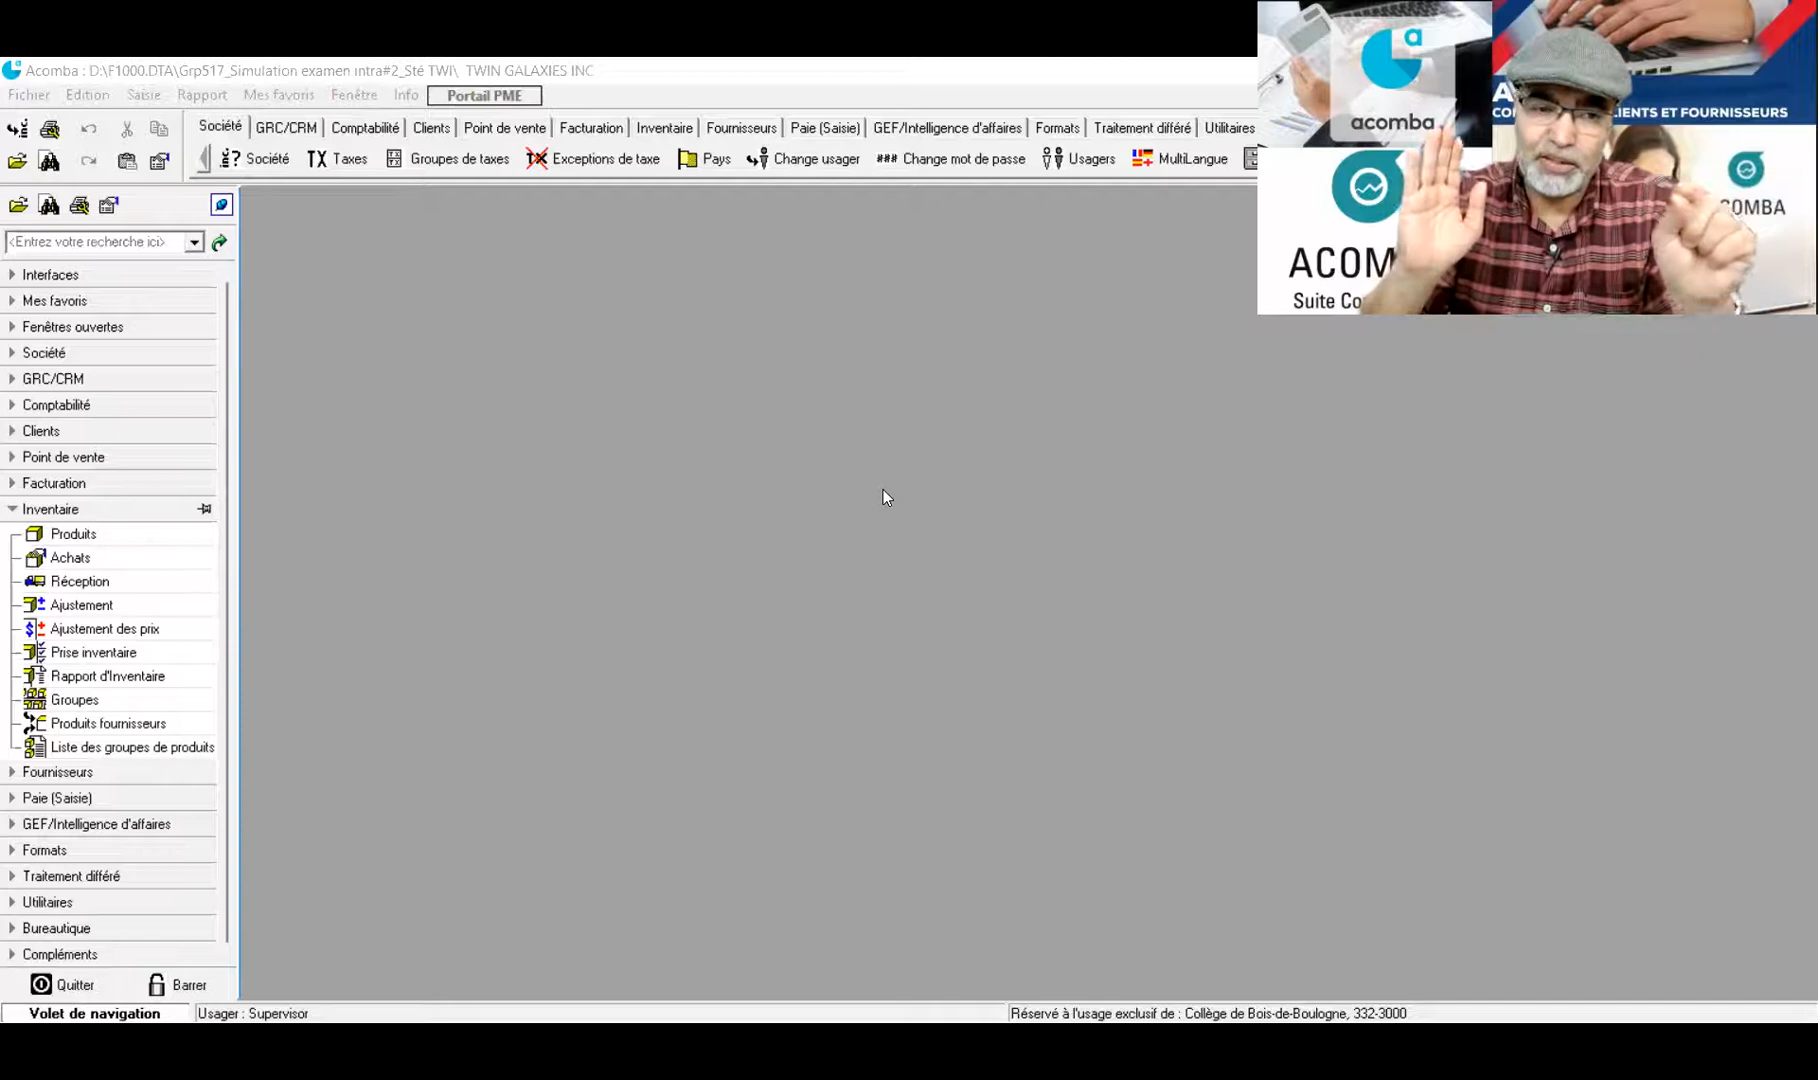 Acomba : D:\F1000.DTA\Grp517_Simulation examen intra#2_Sté TWI\ TWIN GALAXIES INC
Fichier Edition Saisie Rapport Mes favoris Fenêtre Info Portail PME
Société GRC/CRM Comptabilité Clients Point de vente Facturation Inventaire Fournisseurs Paie (Saisie) GEF/Intelligence d'affaires Formats Traitement différé Utilitaires
Société TX Taxes Groupes de taxes Exceptions de taxe Pays Change usager ### Change mot de passe Usagers MultiLangue
<Entrez votre recherche ici>
Interfaces
Mes favoris
Fenêtres ouvertes
Société
GRC/CRM
Comptabilité
Clients
Point de vente
Facturation
Inventaire
Produits
Achats
Réception
Ajustement
Ajustement des prix
Prise inventaire
Rapport d'Inventaire
Groupes
Produits fournisseurs
Liste des groupes de produits
Fournisseurs
Paie (Saisie)
GEF/Intelligence d'affaires
Formats
Traitement différé
Utilitaires
Bureautique
Compléments
Quitter Barrer
Volet de navigation Usager : Supervisor Réservé à l'usage exclusif de : Collège de Bois-de-Boulogne, 332-3000
acomba
A
CO LIENTS ET FOURNISSEURS
COMBA
ACOM
Suite Co